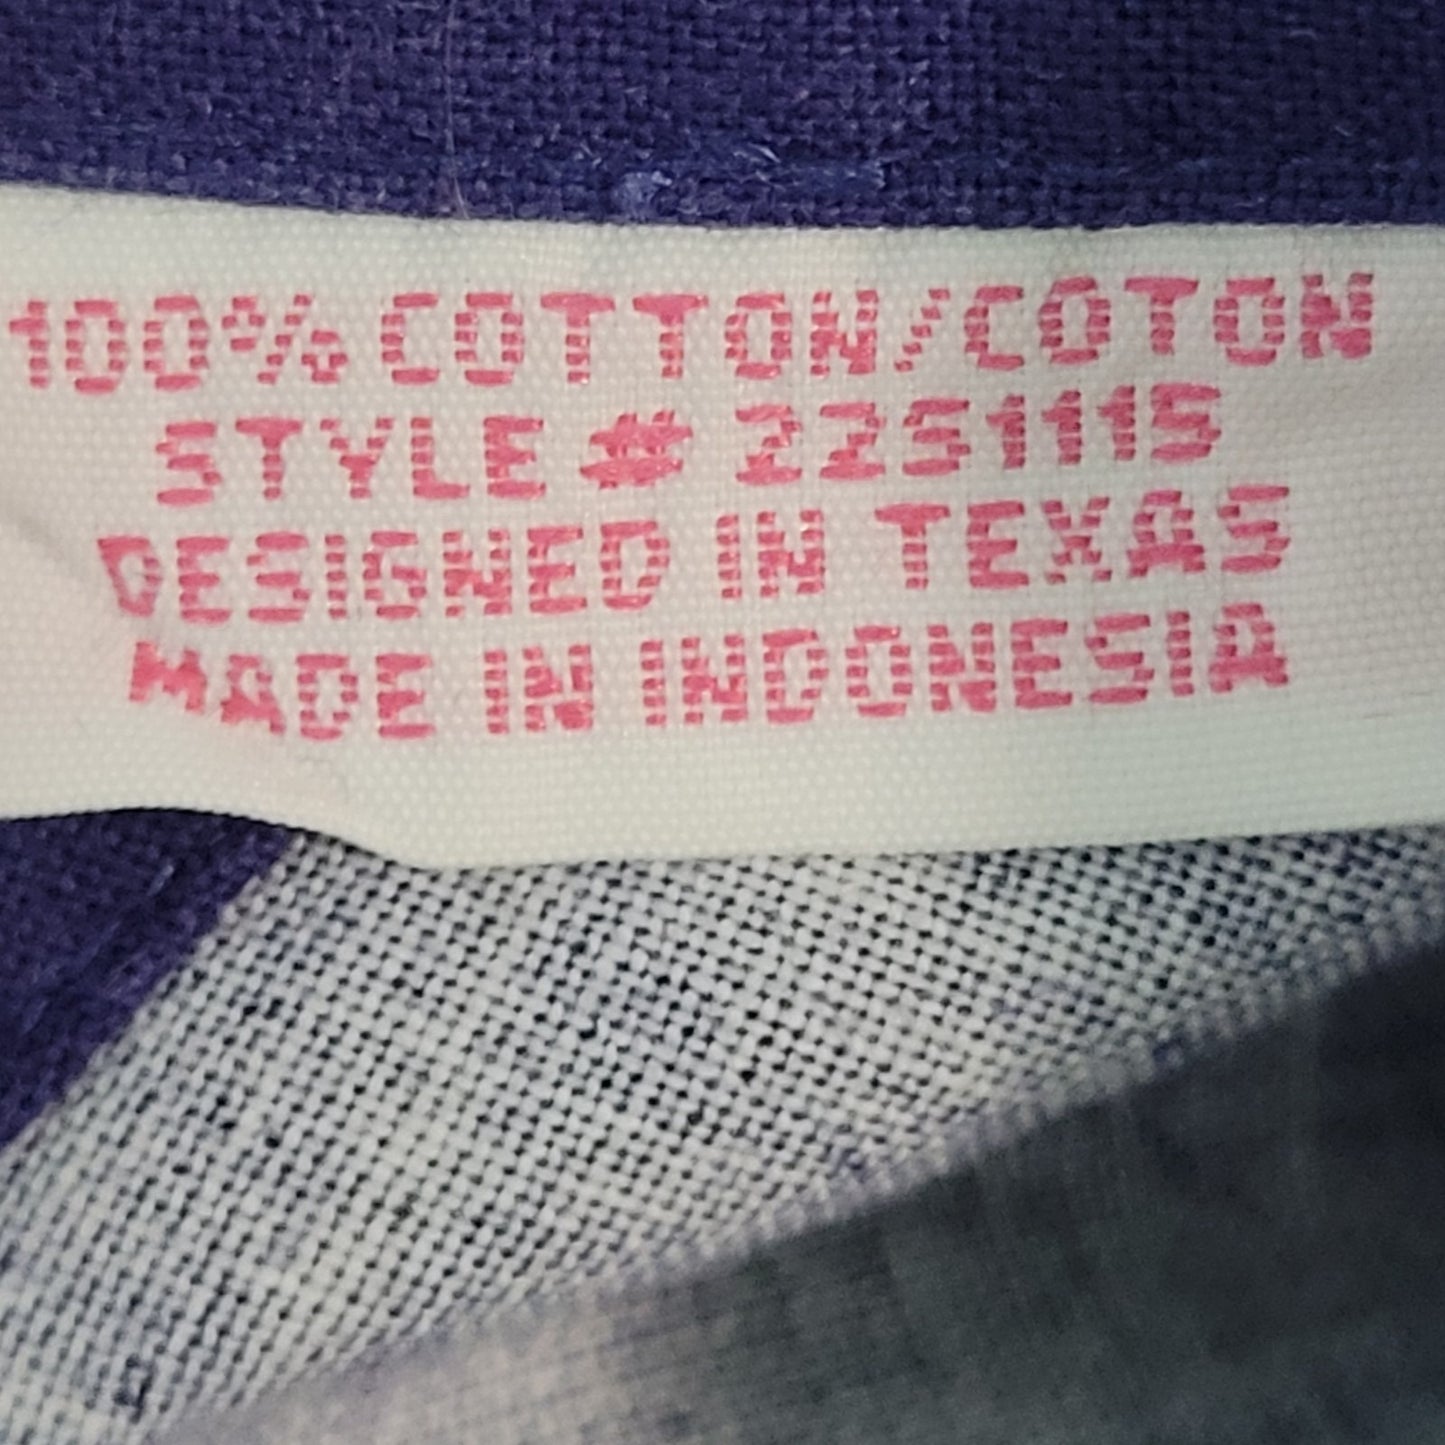 100% COTTON/COTON
STYLE # 2251115
DESIGNED IN TEXAS
MADE IN INDONESIA